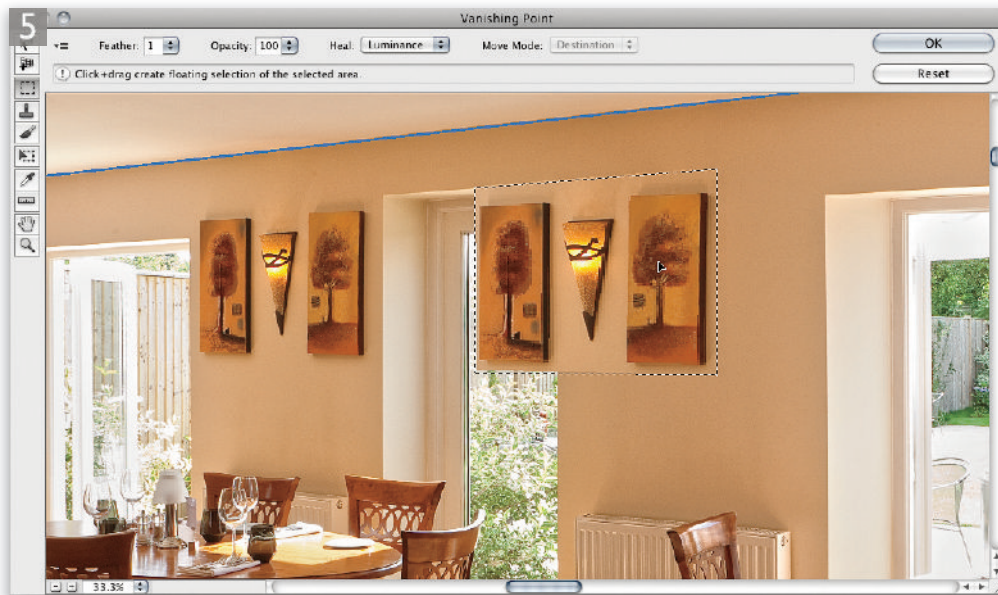 5
Vanishing Point
Feather: 1 Opacity: 100 Heal: Luminance Move Mode: Destination OK
Click+drag create floating selection of the selected area. Reset
33.3%